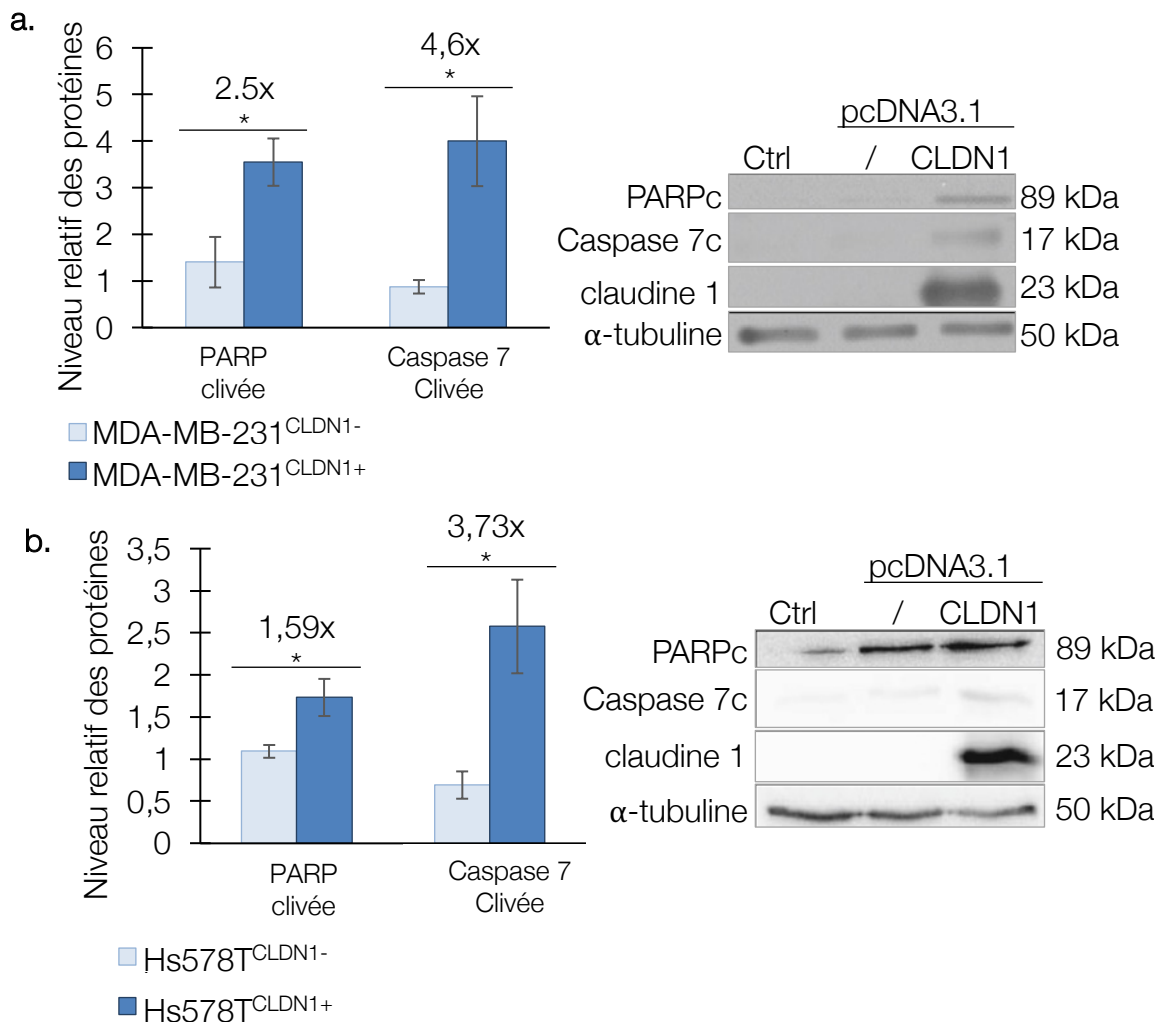 a.
Niveau relatif des protéines
6
5
4
3
2
1
0
2.5x
*
4,6x
*
PARP
clivée
Caspase 7
Clivée
MDA-MB-231CLDN1-
MDA-MB-231CLDN1+
pcDNA3.1
Ctrl / CLDN1
PARPc 89 kDa
Caspase 7c 17 kDa
claudine 1 23 kDa
α-tubuline 50 kDa
b.
Niveau relatif des protéines
3,5
3
2,5
2
1,5
1
0,5
0
1,59x
*
3,73x
*
PARP
clivée
Caspase 7
Clivée
Hs578TCLDN1-
Hs578TCLDN1+
pcDNA3.1
Ctrl / CLDN1
PARPc 89 kDa
Caspase 7c 17 kDa
claudine 1 23 kDa
α-tubuline 50 kDa